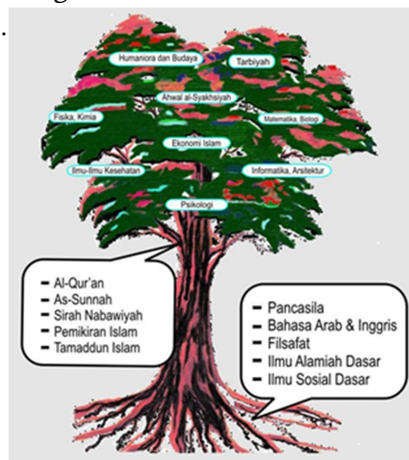 Humaniora dan Budaya
Tarbiyah
Ahwal al-Syakhsiyah
Fisika, Kimia
Matematika, Biologi
Ekonomi Islam
Ilmu-Ilmu Kesehatan
Informatika, Arsitektur
Psikologi
- Al-Qur'an
- As-Sunnah
- Sirah Nabawiyah
- Pemikiran Islam
- Tamaddun Islam
- Pancasila
- Bahasa Arab & Inggris
- Filsafat
- Ilmu Alamiah Dasar
- Ilmu Sosial Dasar